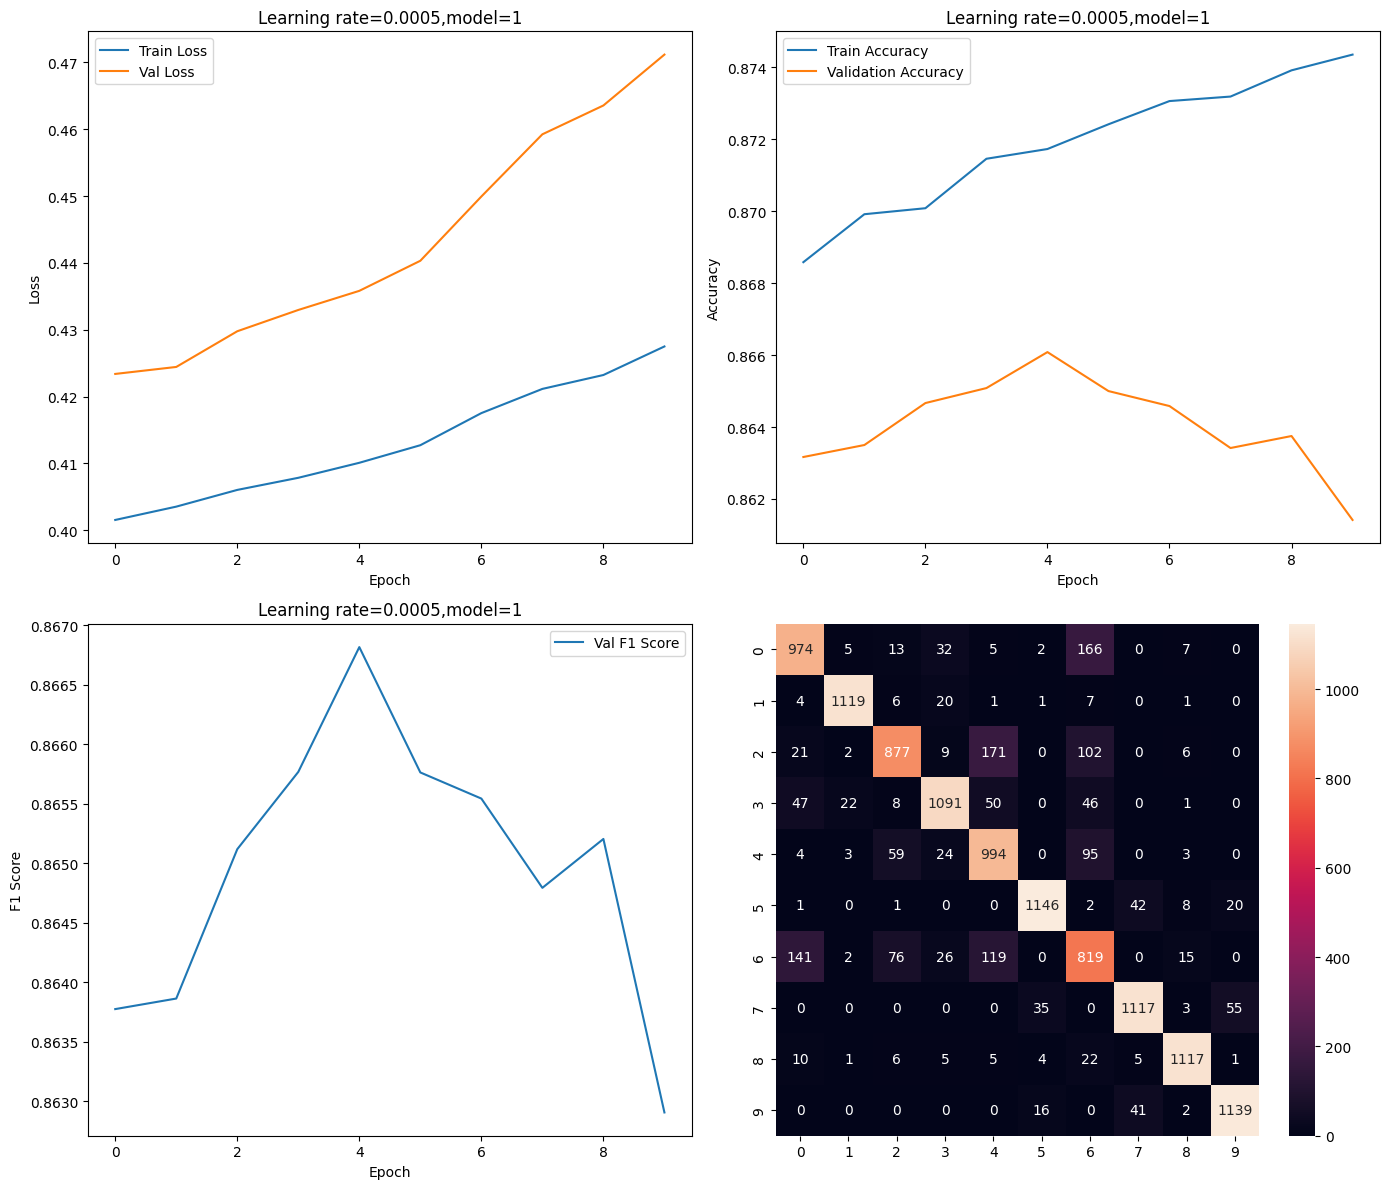 Learning rate=0.0005,model=1
Train Loss
Val Loss
0.47
0.46
0.45
0.44
0.43
0.42
0.41
0.40
Loss
0 2 4 6 8
Epoch
Learning rate=0.0005,model=1
Train Accuracy
Validation Accuracy
0.874
0.872
0.870
0.868
0.866
0.864
0.862
Accuracy
0 2 4 6 8
Epoch
Learning rate=0.0005,model=1
Val F1 Score
0.8670
0.8665
0.8660
0.8655
0.8650
0.8645
0.8640
0.8635
0.8630
F1 Score
0 2 4 6 8
Epoch
0 974 5 13 32 5 2 166 0 7 0
1 4 1119 6 20 1 1 7 0 1 0
2 21 2 877 9 171 0 102 0 6 0
3 47 22 8 1091 50 0 46 0 1 0
4 4 3 59 24 994 0 95 0 3 0
5 1 0 1 0 0 1146 2 42 8 20
6 141 2 76 26 119 0 819 0 15 0
7 0 0 0 0 0 35 0 1117 3 55
8 10 1 6 5 5 4 22 5 1117 1
9 0 0 0 0 0 16 0 41 2 1139
0 1 2 3 4 5 6 7 8 9
1000
800
600
400
200
0